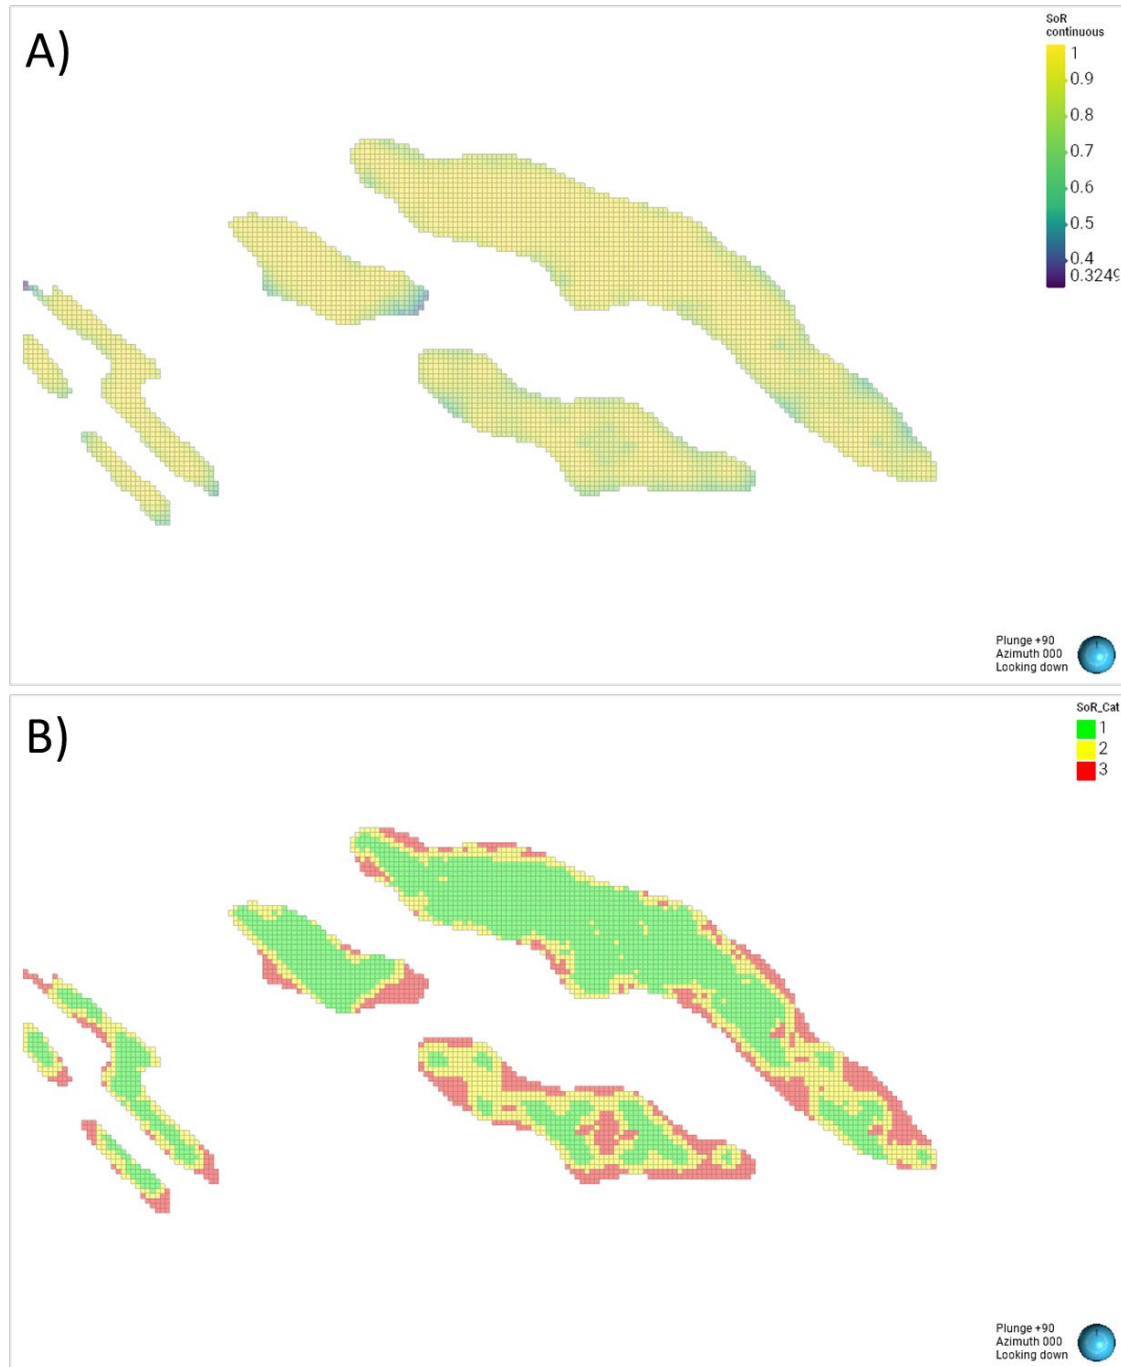 A)
SoR
continuous
1
0.9
0.8
0.7
0.6
0.5
0.4
0.3249
Plunge +90
Azimuth 000
Looking down
B)
SoR_Cat
1
2
3
Plunge +90
Azimuth 000
Looking down